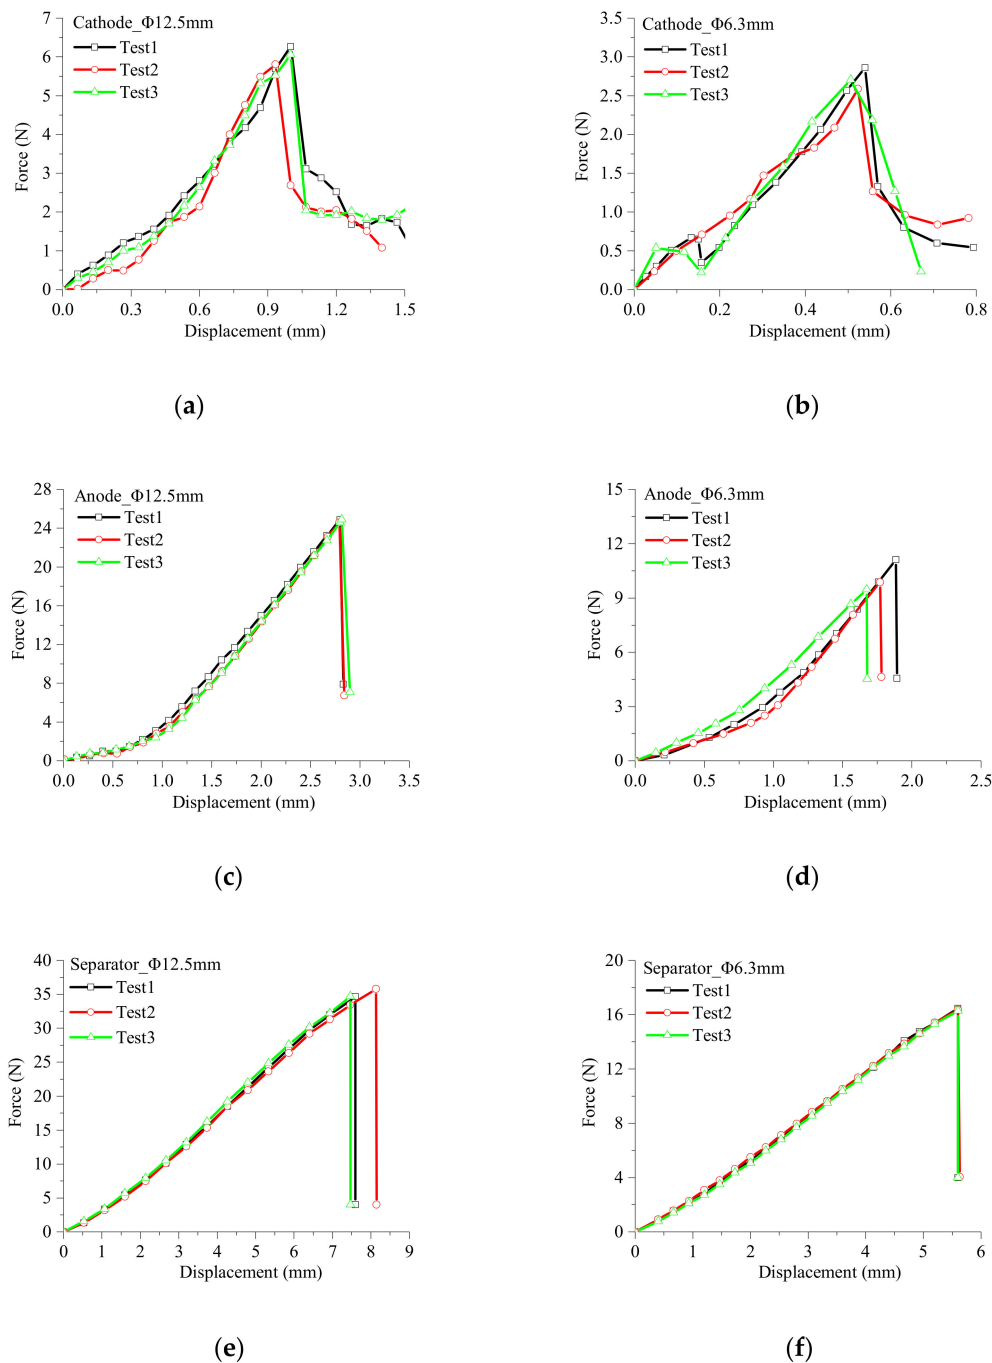 Cathode_Φ12.5mm
Test1
Test2
Test3
7
6
5
4
3
2
1
0
Force (N)
0.0 0.3 0.6 0.9 1.2 1.5
Displacement (mm)
(a)
Cathode_Φ6.3mm
Test1
Test2
Test3
3.5
3.0
2.5
2.0
1.5
1.0
0.5
0.0
Force (N)
0.0 0.2 0.4 0.6 0.8
Displacement (mm)
(b)
Anode_Φ12.5mm
Test1
Test2
Test3
28
24
20
16
12
8
4
0
Force (N)
0.0 0.5 1.0 1.5 2.0 2.5 3.0 3.5
Displacement (mm)
(c)
Anode_Φ6.3mm
Test1
Test2
Test3
15
12
9
6
3
0
Force (N)
0.0 0.5 1.0 1.5 2.0 2.5
Displacement (mm)
(d)
Separator_Φ12.5mm
Test1
Test2
Test3
40
35
30
25
20
15
10
5
0
Force (N)
0 1 2 3 4 5 6 7 8 9
Displacement (mm)
(e)
Separator_Φ6.3mm
Test1
Test2
Test3
20
16
12
8
4
0
Force (N)
0 1 2 3 4 5 6
Displacement (mm)
(f)